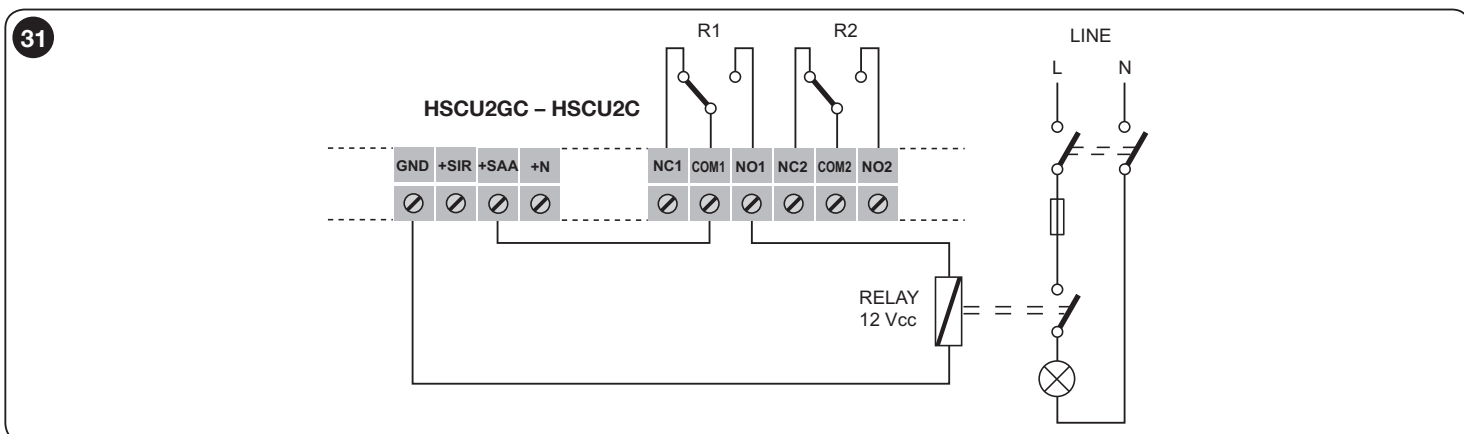 31
R1 R2 LINE
L N
HSCU2GC – HSCU2C
GND +SIR +SAA +N NC1 COM1 NO1 NC2 COM2 NO2
RELAY
12 Vcc